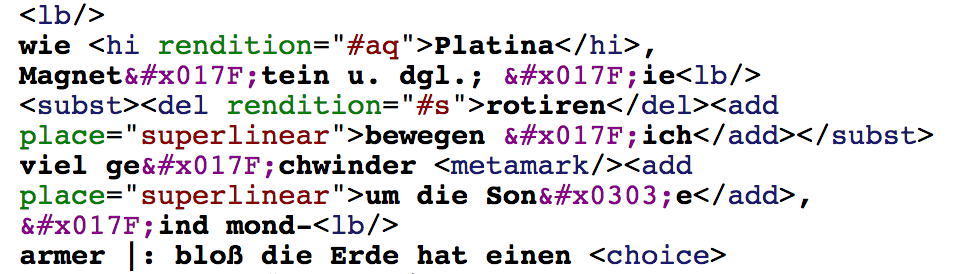 <lb/>
wie <hi rendition="#aq">Platina</hi>,
Magnet&#x017F;tein u. dgl.; &#x017F;ie<lb/>
<subst><del rendition="#s">rotiren</del><add
place="superlinear">bewegen &#x017F;ich</add></subst>
viel ge&#x017F;chwinder <metamark/><add
place="superlinear">um die Son&#x0303;e</add>,
&#x017F;ind mond-<lb/>
armer |: bloß die Erde hat einen <choice>